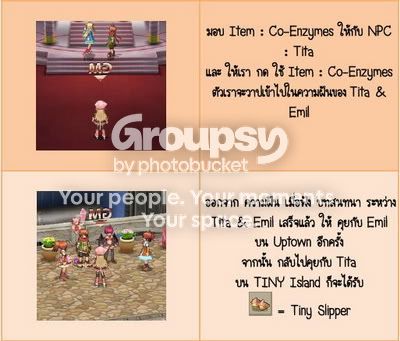 มอบ Item : Co-Enzymes ให้กับ NPC
: Tita
และ ให้เรา กด ใช้ Item : Co-Enzymes
ตัวเราจะวาปเข้าไปในความฝันของ Tita &
Emil
MG
Groupsy
by photobucket
Your people. Your moments.
Your space.
MG
ออกจาก ความฝัน เมื่อฟัง บทสนทนา ระหว่าง
Tita & Emil เสร็จแล้ว ให้ คุยกับ Emil
บน Uptown อีกครั้ง
จากนั้น กลับไปคุยกับ Tita
บน TINY Island ก็จะได้รับ
= Tiny Slipper